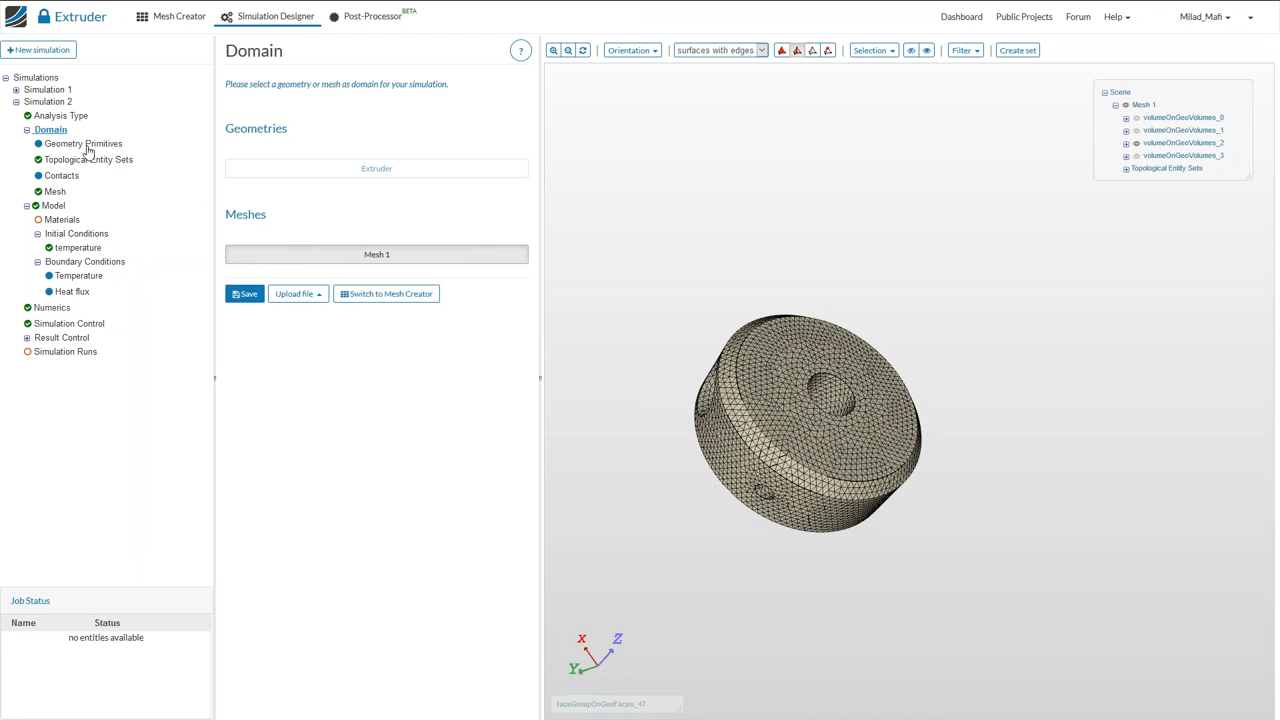 Extruder
Mesh Creator
Simulation Designer
Post-Processor BETA
Dashboard
Public Projects
Forum
Help
Milad_Mafi
+ New simulation
Simulations
Simulation 1
Simulation 2
Analysis Type
Domain
Geometry Primitives
Topological Entity Sets
Contacts
Mesh
Model
Materials
Initial Conditions
temperature
Boundary Conditions
Temperature
Heat flux
Numerics
Simulation Control
Result Control
Simulation Runs
Job Status
Name Status
no entities available
Domain
?
Please select a geometry or mesh as domain for your simulation.
Geometries
Extruder
Meshes
Mesh 1
Save
Upload file
Switch to Mesh Creator
Orientation
surfaces with edges
Selection
Filter
Create set
Scene
Mesh 1
volumeOnGeoVolumes_0
volumeOnGeoVolumes_1
volumeOnGeoVolumes_2
volumeOnGeoVolumes_3
Topological Entity Sets
X
Z
Y
faceGroupOnGeoFaces_47